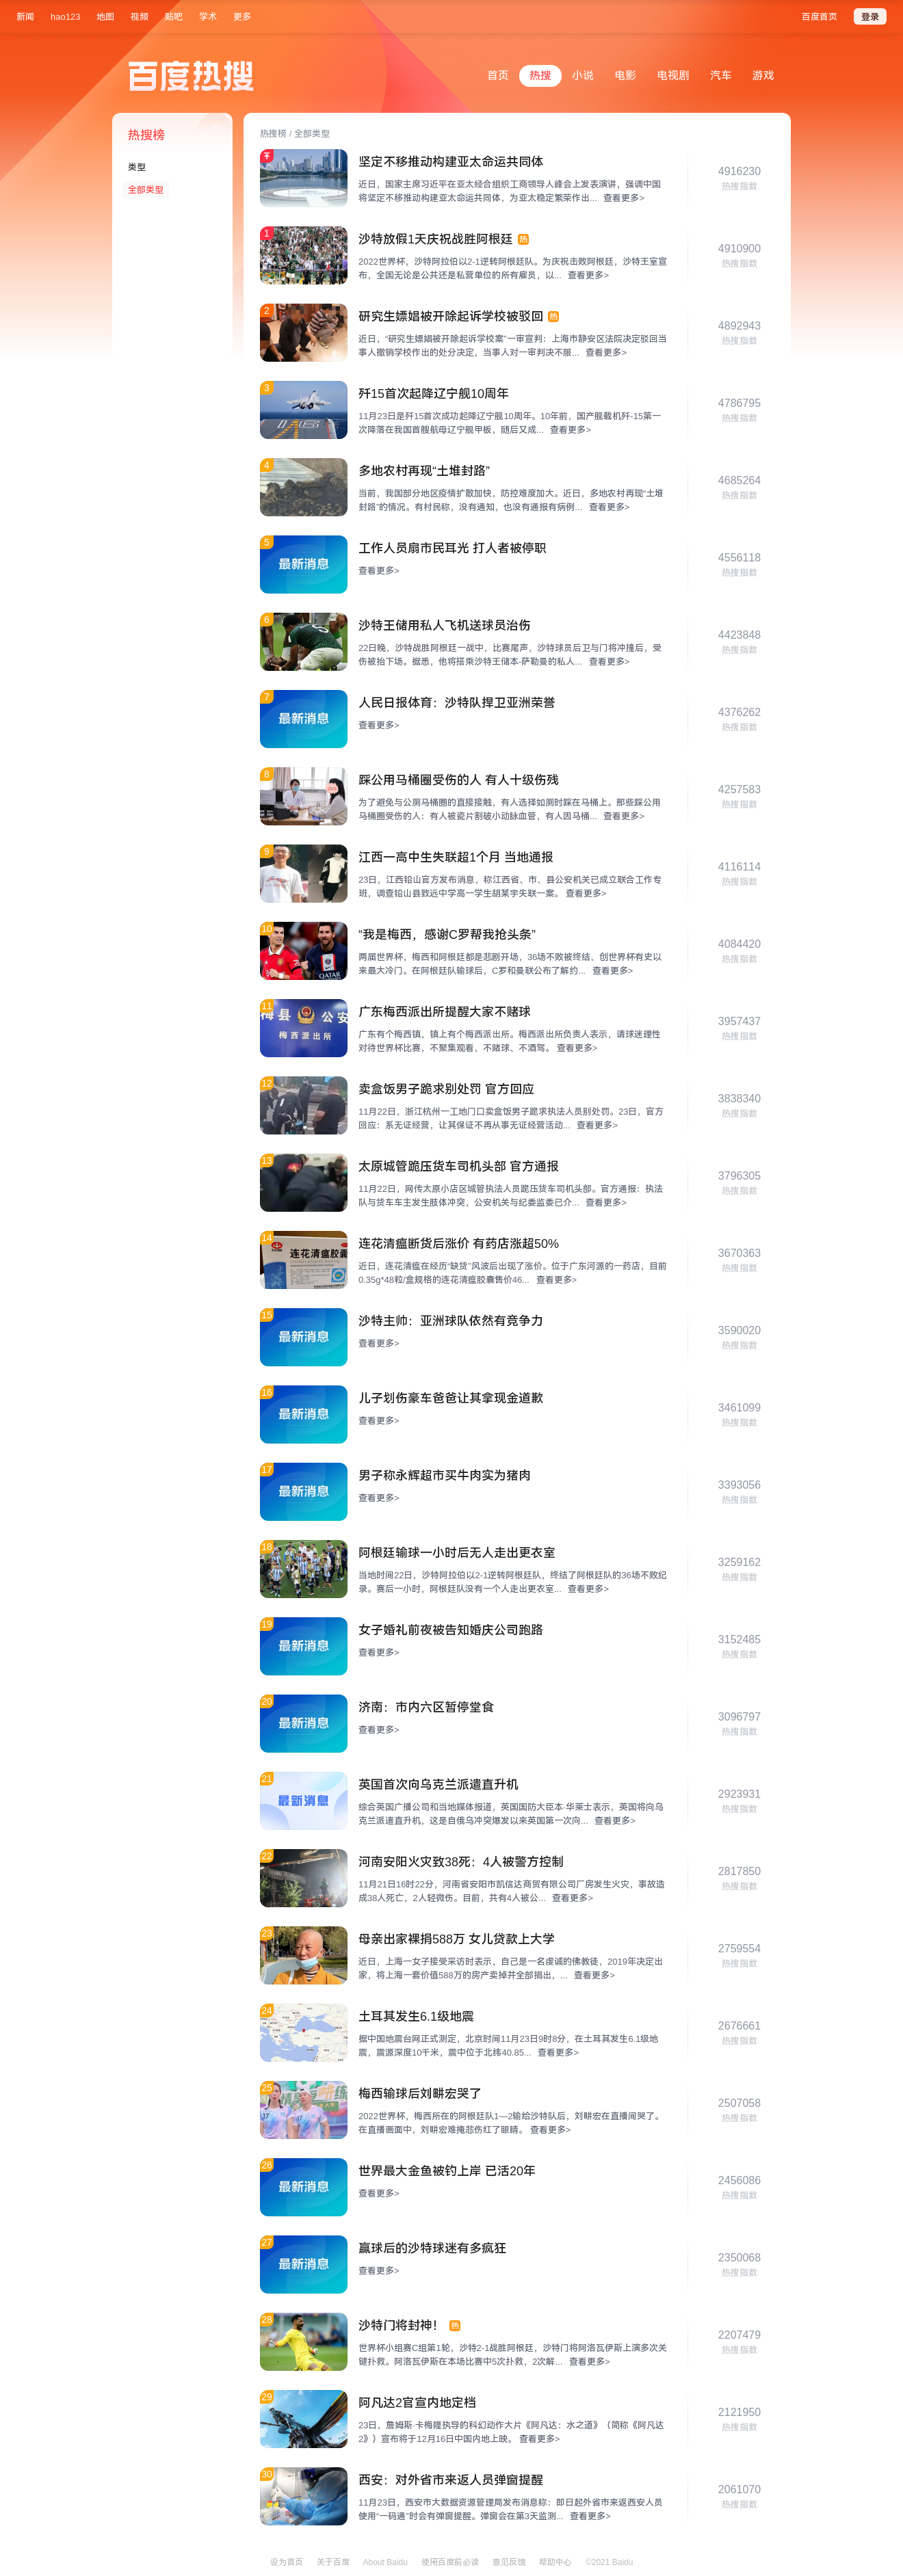 新闻 hao123 地图 视频 贴吧 学术 更多 百度首页 登录
百度热搜
首页 热搜 小说 电影 电视剧 汽车 游戏
热搜榜
类型
全部类型
热搜榜 / 全部类型
坚定不移推动构建亚太命运共同体
近日，国家主席习近平在亚太经合组织工商领导人峰会上发表演讲，强调中国
将坚定不移推动构建亚太命运共同体，为亚太稳定繁荣作出... 查看更多>
4916230
热搜指数
1
沙特放假1天庆祝战胜阿根廷 热
2022世界杯，沙特阿拉伯以2-1逆转阿根廷队。为庆祝击败阿根廷，沙特王室宣
布，全国无论是公共还是私营单位的所有雇员，以... 查看更多>
4910900
热搜指数
2
研究生嫖娼被开除起诉学校被驳回 热
近日，“研究生嫖娼被开除起诉学校案”一审宣判：上海市静安区法院决定驳回当
事人撤销学校作出的处分决定，当事人对一审判决不服... 查看更多>
4892943
热搜指数
3
歼15首次起降辽宁舰10周年
11月23日是歼15首次成功起降辽宁舰10周年。10年前，国产舰载机歼-15第一
次降落在我国首艘航母辽宁舰甲板，随后又成... 查看更多>
4786795
热搜指数
4
多地农村再现“土堆封路”
当前，我国部分地区疫情扩散加快，防控难度加大。近日，多地农村再现“土堆
封路”的情况。有村民称，没有通知，也没有通报有病例... 查看更多>
4685264
热搜指数
5
最新消息
工作人员扇市民耳光 打人者被停职
查看更多>
4556118
热搜指数
6
沙特王储用私人飞机送球员治伤
22日晚，沙特战胜阿根廷一战中，比赛尾声，沙特球员后卫与门将冲撞后，受
伤被抬下场。据悉，他将搭乘沙特王储本·萨勒曼的私人... 查看更多>
4423848
热搜指数
7
最新消息
人民日报体育：沙特队捍卫亚洲荣誉
查看更多>
4376262
热搜指数
8
踩公用马桶圈受伤的人 有人十级伤残
为了避免与公厕马桶圈的直接接触，有人选择如厕时踩在马桶上。那些踩公用
马桶圈受伤的人：有人被瓷片割破小动脉血管，有人因马桶... 查看更多>
4257583
热搜指数
9
江西一高中生失联超1个月 当地通报
23日，江西铅山官方发布消息，称江西省、市、县公安机关已成立联合工作专
班，调查铅山县致远中学高一学生胡某宇失联一案。 查看更多>
4116114
热搜指数
10
“我是梅西，感谢C罗帮我抢头条”
两届世界杯，梅西和阿根廷都是悲剧开场，36场不败被终结、创世界杯有史以
来最大冷门。在阿根廷队输球后，C罗和曼联公布了解约... 查看更多>
4084420
热搜指数
11
梅县 公安
梅西派出所
广东梅西派出所提醒大家不赌球
广东有个梅西镇，镇上有个梅西派出所。梅西派出所负责人表示，请球迷理性
对待世界杯比赛，不聚集观看、不赌球、不酒驾。 查看更多>
3957437
热搜指数
12
卖盒饭男子跪求别处罚 官方回应
11月22日，浙江杭州一工地门口卖盒饭男子跪求执法人员别处罚。23日，官方
回应：系无证经营，让其保证不再从事无证经营活动... 查看更多>
3838340
热搜指数
13
太原城管跪压货车司机头部 官方通报
11月22日，网传太原小店区城管执法人员跪压货车司机头部。官方通报：执法
队与货车车主发生肢体冲突，公安机关与纪委监委已介... 查看更多>
3796305
热搜指数
14
连花清瘟胶囊
连花清瘟断货后涨价 有药店涨超50%
近日，连花清瘟在经历“缺货”风波后出现了涨价。位于广东河源的一药店，目前
0.35g*48粒/盒规格的连花清瘟胶囊售价46... 查看更多>
3670363
热搜指数
15
最新消息
沙特主帅：亚洲球队依然有竞争力
查看更多>
3590020
热搜指数
16
最新消息
儿子划伤豪车爸爸让其拿现金道歉
查看更多>
3461099
热搜指数
17
最新消息
男子称永辉超市买牛肉实为猪肉
查看更多>
3393056
热搜指数
18
阿根廷输球一小时后无人走出更衣室
当地时间22日，沙特阿拉伯以2-1逆转阿根廷队，终结了阿根廷队的36场不败纪
录。赛后一小时，阿根廷队没有一个人走出更衣室... 查看更多>
3259162
热搜指数
19
最新消息
女子婚礼前夜被告知婚庆公司跑路
查看更多>
3152485
热搜指数
20
最新消息
济南：市内六区暂停堂食
查看更多>
3096797
热搜指数
21
最新消息
英国首次向乌克兰派遣直升机
综合英国广播公司和当地媒体报道，英国国防大臣本·华莱士表示，英国将向乌
克兰派遣直升机，这是自俄乌冲突爆发以来英国第一次向... 查看更多>
2923931
热搜指数
22
河南安阳火灾致38死：4人被警方控制
11月21日16时22分，河南省安阳市凯信达商贸有限公司厂房发生火灾，事故造
成38人死亡，2人轻微伤。目前，共有4人被公... 查看更多>
2817850
热搜指数
23
母亲出家裸捐588万 女儿贷款上大学
近日，上海一女子接受采访时表示，自己是一名虔诚的佛教徒，2019年决定出
家，将上海一套价值588万的房产卖掉并全部捐出，... 查看更多>
2759554
热搜指数
24
土耳其发生6.1级地震
据中国地震台网正式测定，北京时间11月23日9时8分，在土耳其发生6.1级地
震，震源深度10千米，震中位于北纬40.85... 查看更多>
2676661
热搜指数
25
梅西输球后刘畊宏哭了
2022世界杯，梅西所在的阿根廷队1—2输给沙特队后，刘畊宏在直播间哭了。
在直播画面中，刘畊宏难掩悲伤红了眼睛。 查看更多>
2507058
热搜指数
26
最新消息
世界最大金鱼被钓上岸 已活20年
查看更多>
2456086
热搜指数
27
最新消息
赢球后的沙特球迷有多疯狂
查看更多>
2350068
热搜指数
28
沙特门将封神！ 热
世界杯小组赛C组第1轮，沙特2-1战胜阿根廷，沙特门将阿洛瓦伊斯上演多次关
键扑救。阿洛瓦伊斯在本场比赛中5次扑救，2次解... 查看更多>
2207479
热搜指数
29
阿凡达2官宣内地定档
23日，詹姆斯·卡梅隆执导的科幻动作大片《阿凡达：水之道》（简称《阿凡达
2》）宣布将于12月16日中国内地上映。 查看更多>
2121950
热搜指数
30
西安：对外省市来返人员弹窗提醒
11月23日，西安市大数据资源管理局发布消息称：即日起外省市来返西安人员
使用“一码通”时会有弹窗提醒。弹窗会在第3天监测... 查看更多>
2061070
热搜指数
设为首页 关于百度 About Baidu 使用百度前必读 意见反馈 帮助中心 ©2021 Baidu